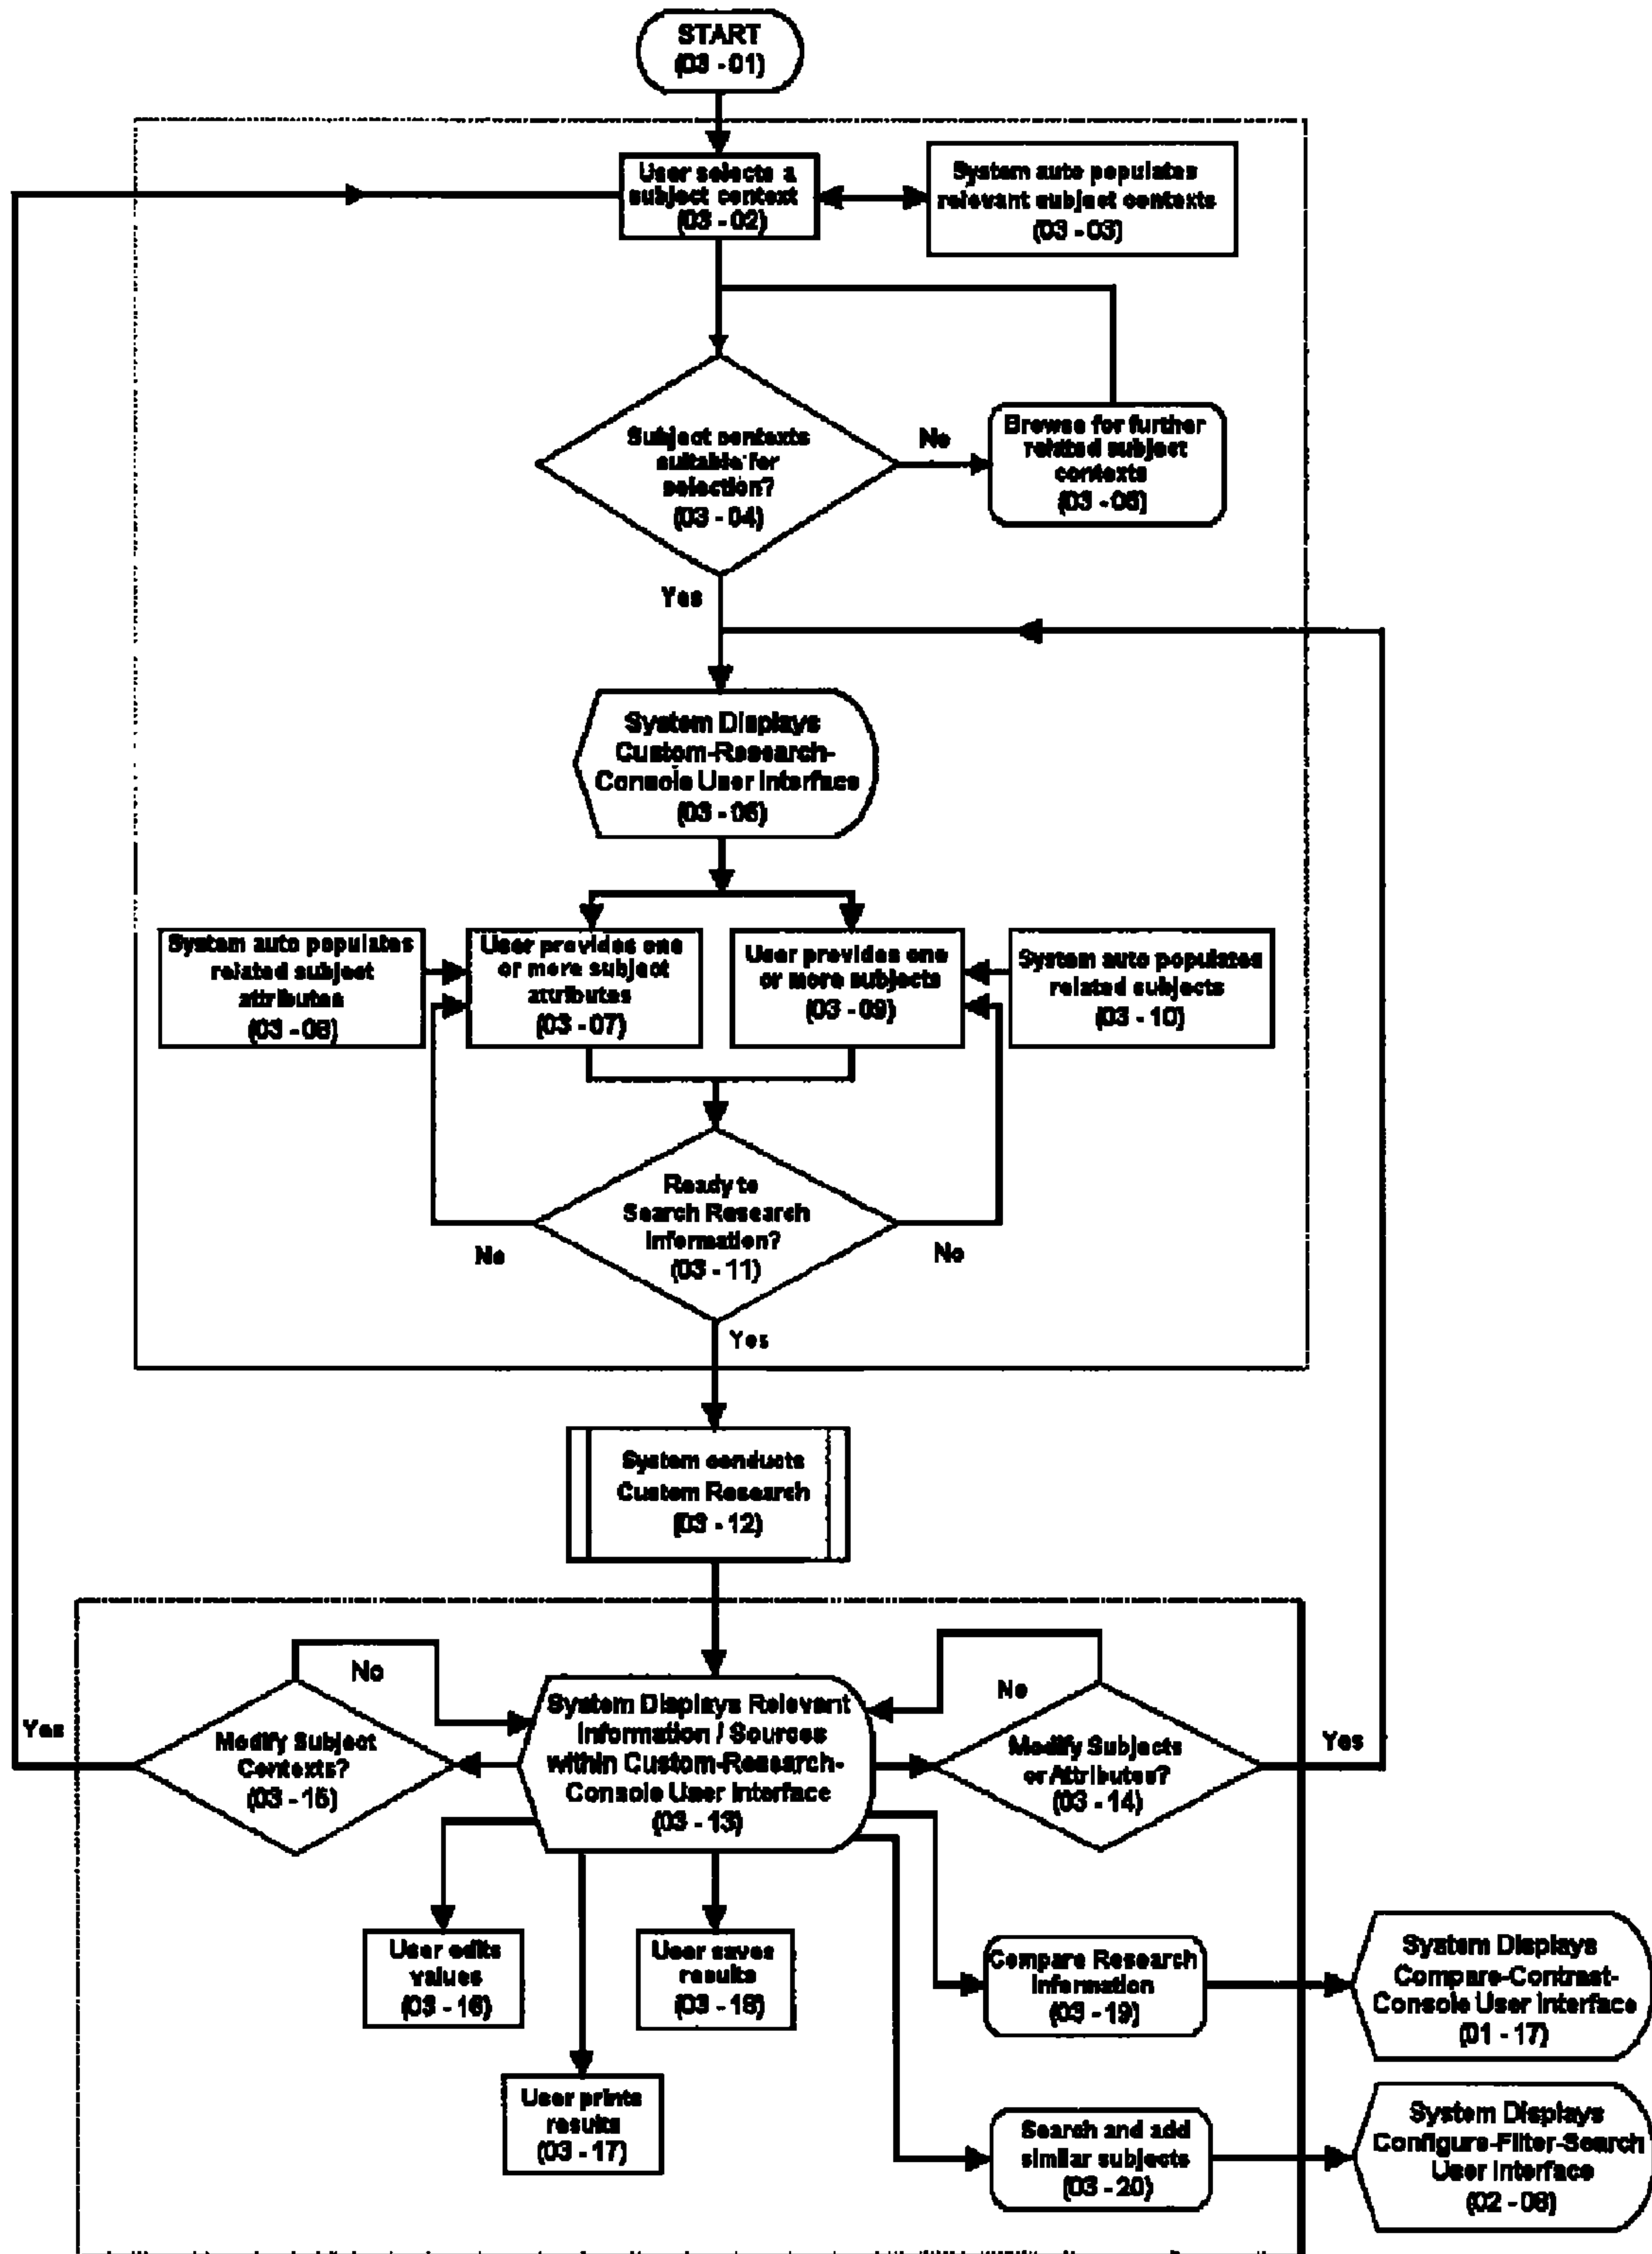 START
(03 - 01)
User selects a
subject context
(03 - 02)
System auto populates
relevant subject contexts
(03 - 03)
Subject contexts
suitable for
selection?
(03 - 04)
No
Browse for further
related subject
contexts
(03 - 05)
Yes
System Displays
Custom-Research-
Console User Interface
(03 - 06)
System auto populates
related subject
attributes
(03 - 08)
User provides one
or more subject
attributes
(03 - 07)
User provides one
or more subjects
(03 - 09)
System auto populates
related subjects
(03 - 10)
Ready to
Search Research
Information?
(03 - 11)
No
No
Yes
System conducts
Custom Research
(03 - 12)
No
No
Yes
Modify Subject
Contexts?
(03 - 15)
System Displays Relevant
Information / Sources
within Custom-Research-
Console User Interface
(03 - 13)
Modify Subjects
or Attributes?
(03 - 14)
Yes
User edits
values
(03 - 16)
User saves
results
(03 - 18)
Compare Research
Information
(03 - 19)
System Displays
Compare-Contrast-
Console User Interface
(01 - 17)
User prints
results
(03 - 17)
Search and add
similar subjects
(03 - 20)
System Displays
Configure-Filter-Search
User Interface
(02 - 08)